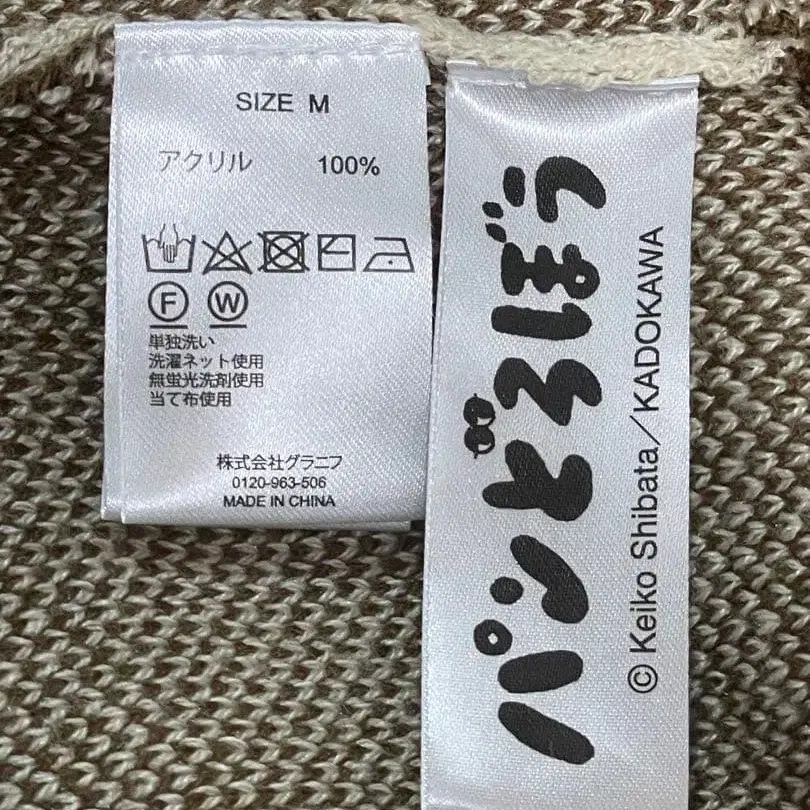 SIZE M
アクリル 100%
F W
単独洗い
洗濯ネット使用
無蛍光洗剤使用
当て布使用
株式会社グラニフ
0120-963-506
MADE IN CHINA
パンどろぼう
© Keiko Shibata/KADOKAWA